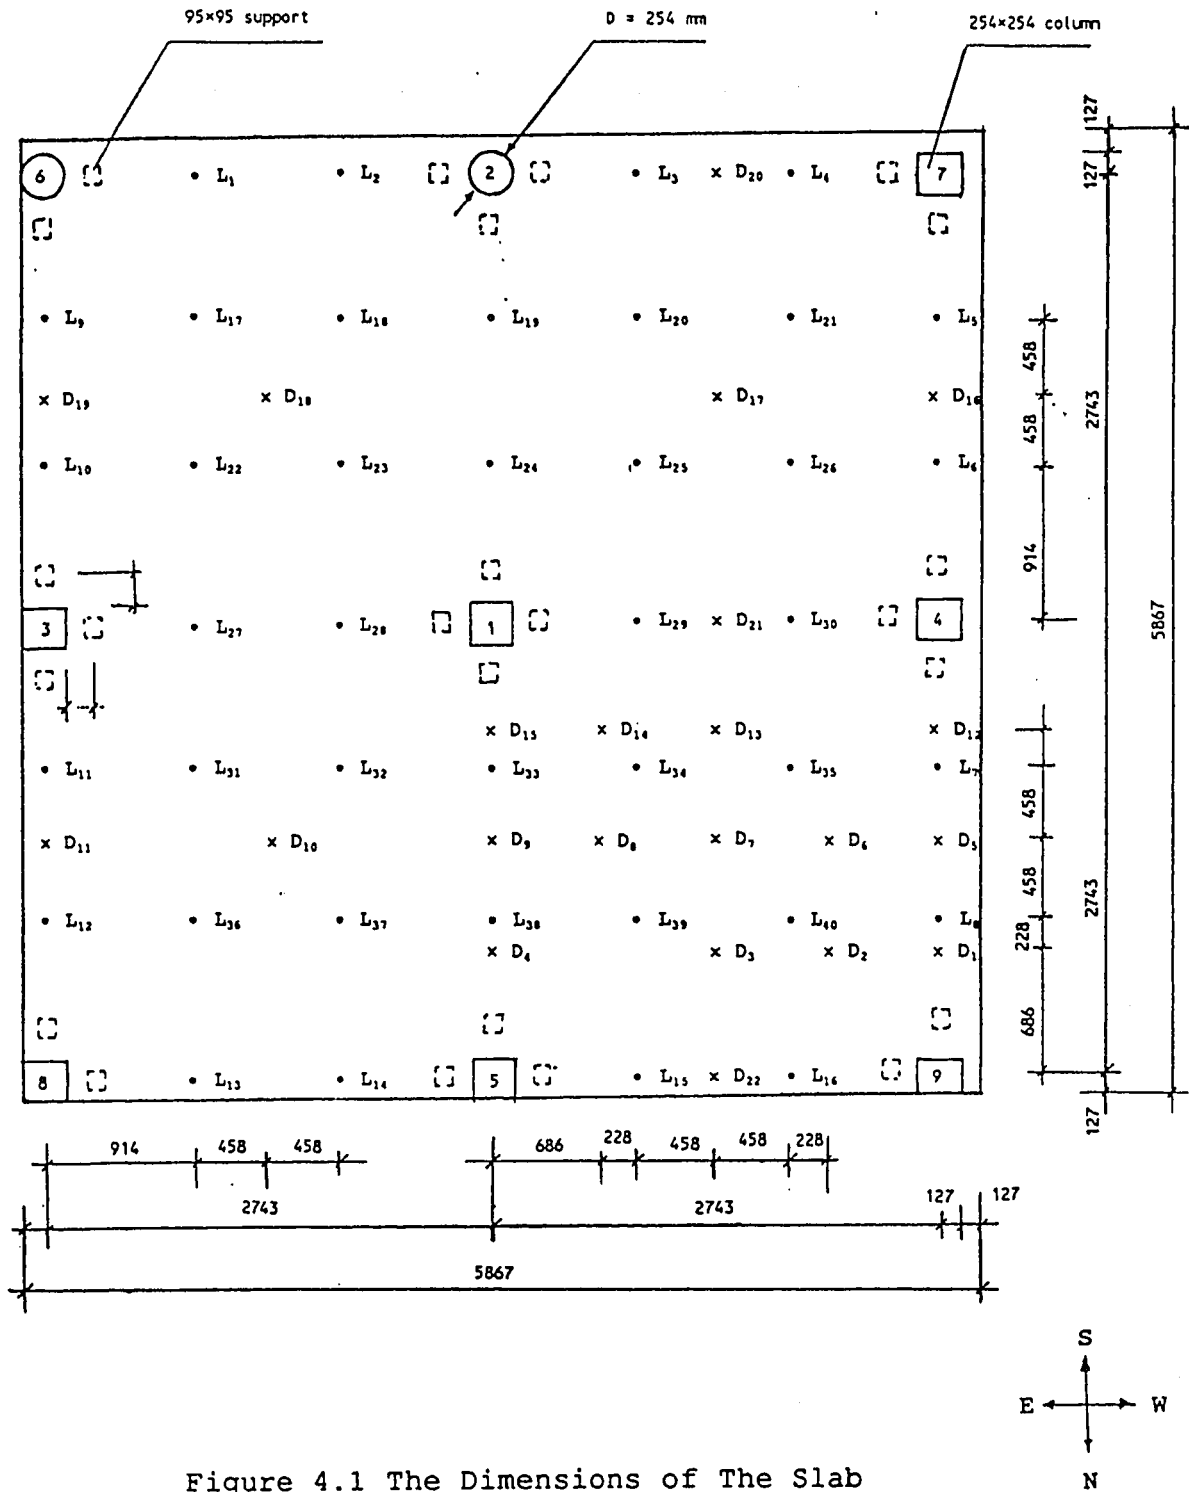 95×95 support D = 254 mm 254×254 column
127
6 L₁ L₂ 2 L₃ D₂₀ L₄ 7
127
L₉ L₁₇ L₁₈ L₁₉ L₂₀ L₂₁ L₅
458
D₁₉ D₁₈ D₁₇ D₁₆
2743
458
L₁₀ L₂₂ L₂₃ L₂₄ L₂₅ L₂₆ L₆
914
3 L₂₇ L₂₈ 1 L₂₉ D₂₁ L₃₀ 4
5867
D₁₅ D₁₄ D₁₃ D₁₂
L₁₁ L₃₁ L₃₂ L₃₃ L₃₄ L₃₅ L₇
458
D₁₁ D₁₀ D₉ D₈ D₇ D₆ D₅
458
2743
L₁₂ L₃₆ L₃₇ L₃₈ L₃₉ L₄₀ L₈
228
D₄ D₃ D₂ D₁
686
8 L₁₃ L₁₄ 5 L₁₅ D₂₂ L₁₆ 9
127
914 458 458 686 228 458 458 228
2743 2743 127 127
5867
S
E W
N
Figure 4.1 The Dimensions of The Slab